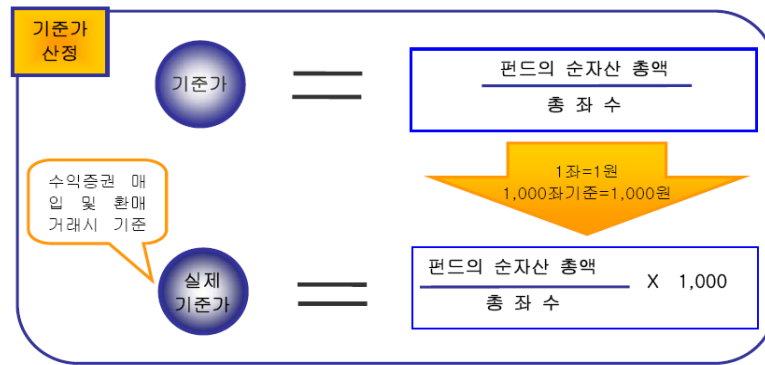 기준가
산정
기준가
펀드의 순자산 총액
총 좌 수
1좌=1원
1,000좌기준=1,000원
수익증권 매
입 및 환매
거래시 기준
실제
기준가
펀드의 순자산 총액
총 좌 수
X 1,000